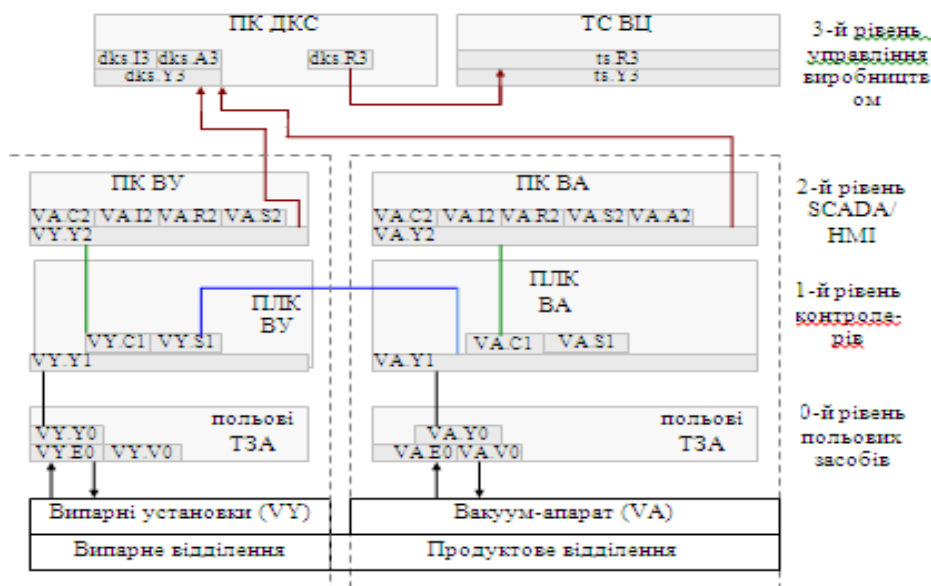 ПК ДКС
ТС ВЦ
3-й рівень
управління
виробництв
ом
dks.I3 dks.A3
dks.R3
ts.R3
dks.Y3
ts.Y3
ПК ВУ
ПК ВА
2-й рівень
SCADA/
HMI
VA.C2 VA.I2 VA.R2 VA.S2
VA.C2 VA.I2 VA.R2 VA.S2 VA.A2
VY.Y2
VA.Y2
ПЛК
ВУ
ПЛК
ВА
1-й рівень
контроле-
рів
VY.C1 VY.S1
VA.C1 VA.S1
VY.Y1
VA.Y1
польові
ТЗА
польові
ТЗА
0-й рівень
польових
засобів
VY.Y0
VA.Y0
VY.E0 VY.V0
VA.E0 VA.V0
Випарні установки (VY)
Вакуум-апарат (VA)
Випарне відділення
Продуктове відділення